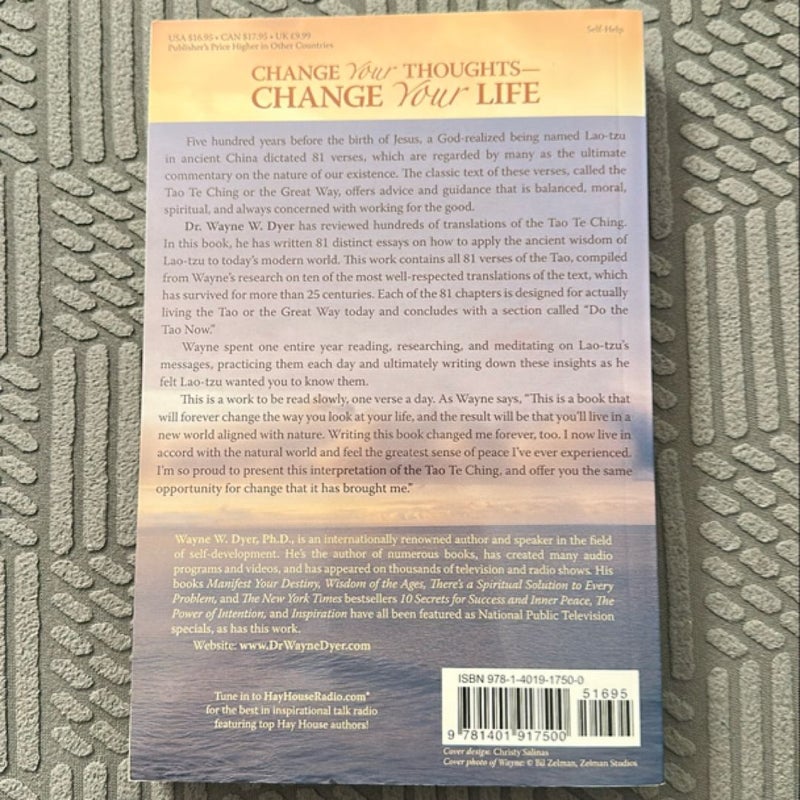 USA $16.95 • CAN $17.95 • UK £9.99
Publisher's Price Higher in Other Countries
Self-Help
CHANGE Your THOUGHTS—
CHANGE Your LIFE
Five hundred years before the birth of Jesus, a God-realized being named Lao-tzu
in ancient China dictated 81 verses, which are regarded by many as the ultimate
commentary on the nature of our existence. The classic text of these verses, called the
Tao Te Ching or the Great Way, offers advice and guidance that is balanced, moral,
spiritual, and always concerned with working for the good.
Dr. Wayne W. Dyer has reviewed hundreds of translations of the Tao Te Ching.
In this book, he has written 81 distinct essays on how to apply the ancient wisdom of
Lao-tzu to today's modern world. This work contains all 81 verses of the Tao, compiled
from Wayne's research on ten of the most well-respected translations of the text, which
has survived for more than 25 centuries. Each of the 81 chapters is designed for actually
living the Tao or the Great Way today and concludes with a section called "Do the
Tao Now."
Wayne spent one entire year reading, researching, and meditating on Lao-tzu's
messages, practicing them each day and ultimately writing down these insights as he
felt Lao-tzu wanted you to know them.
This is a work to be read slowly, one verse a day. As Wayne says, "This is a book that
will forever change the way you look at your life, and the result will be that you'll live in a
new world aligned with nature. Writing this book changed me forever, too. I now live in
accord with the natural world and feel the greatest sense of peace I've ever experienced.
I'm so proud to present this interpretation of the Tao Te Ching, and offer you the same
opportunity for change that it has brought me."
Wayne W. Dyer, Ph.D., is an internationally renowned author and speaker in the field
of self-development. He's the author of numerous books, has created many audio
programs and videos, and has appeared on thousands of television and radio shows. His
books Manifest Your Destiny, Wisdom of the Ages, There's a Spiritual Solution to Every
Problem, and The New York Times bestsellers 10 Secrets for Success and Inner Peace, The
Power of Intention, and Inspiration have all been featured as National Public Television
specials, as has this work.
Website: www.DrWayneDyer.com
Tune in to HayHouseRadio.com®
for the best in inspirational talk radio
featuring top Hay House authors!
ISBN 978-1-4019-1750-0
51695
9 781401 917500
Cover design: Christy Salinas
Cover photo of Wayne: © Bil Zelman, Zelman Studios